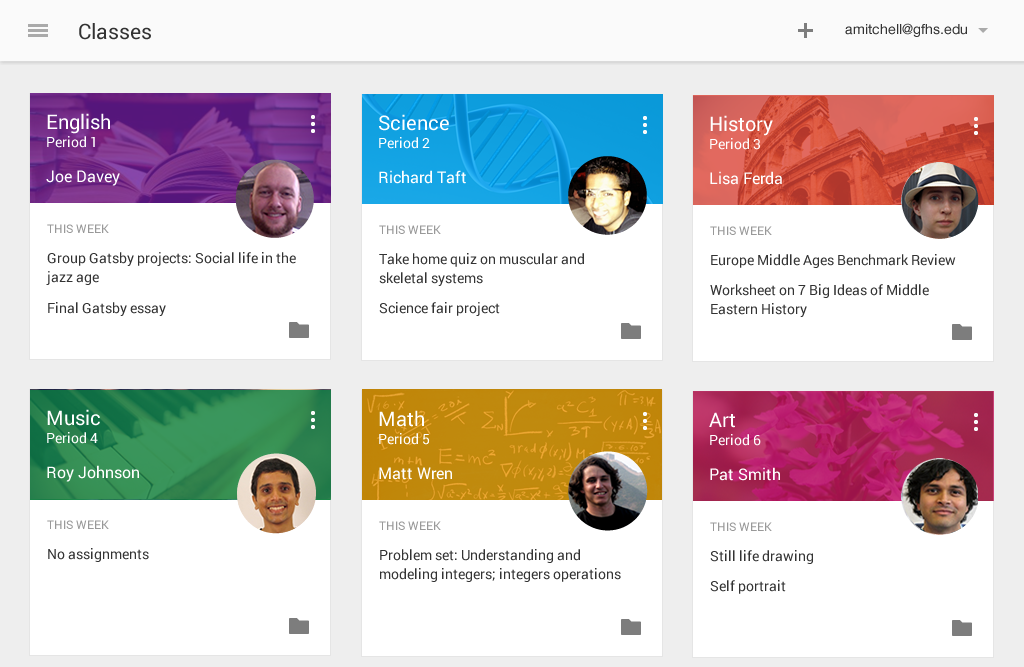 Classes
amitchell@gfhs.edu
English
Period 1
Joe Davey
THIS WEEK
Group Gatsby projects: Social life in the
jazz age
Final Gatsby essay
Science
Period 2
Richard Taft
THIS WEEK
Take home quiz on muscular and
skeletal systems
Science fair project
History
Period 3
Lisa Ferda
THIS WEEK
Europe Middle Ages Benchmark Review
Worksheet on 7 Big Ideas of Middle
Eastern History
Music
Period 4
Roy Johnson
THIS WEEK
No assignments
Math
Period 5
Matt Wren
E=mc²
THIS WEEK
Problem set: Understanding and
modeling integers; integers operations
Art
Period 6
Pat Smith
THIS WEEK
Still life drawing
Self portrait